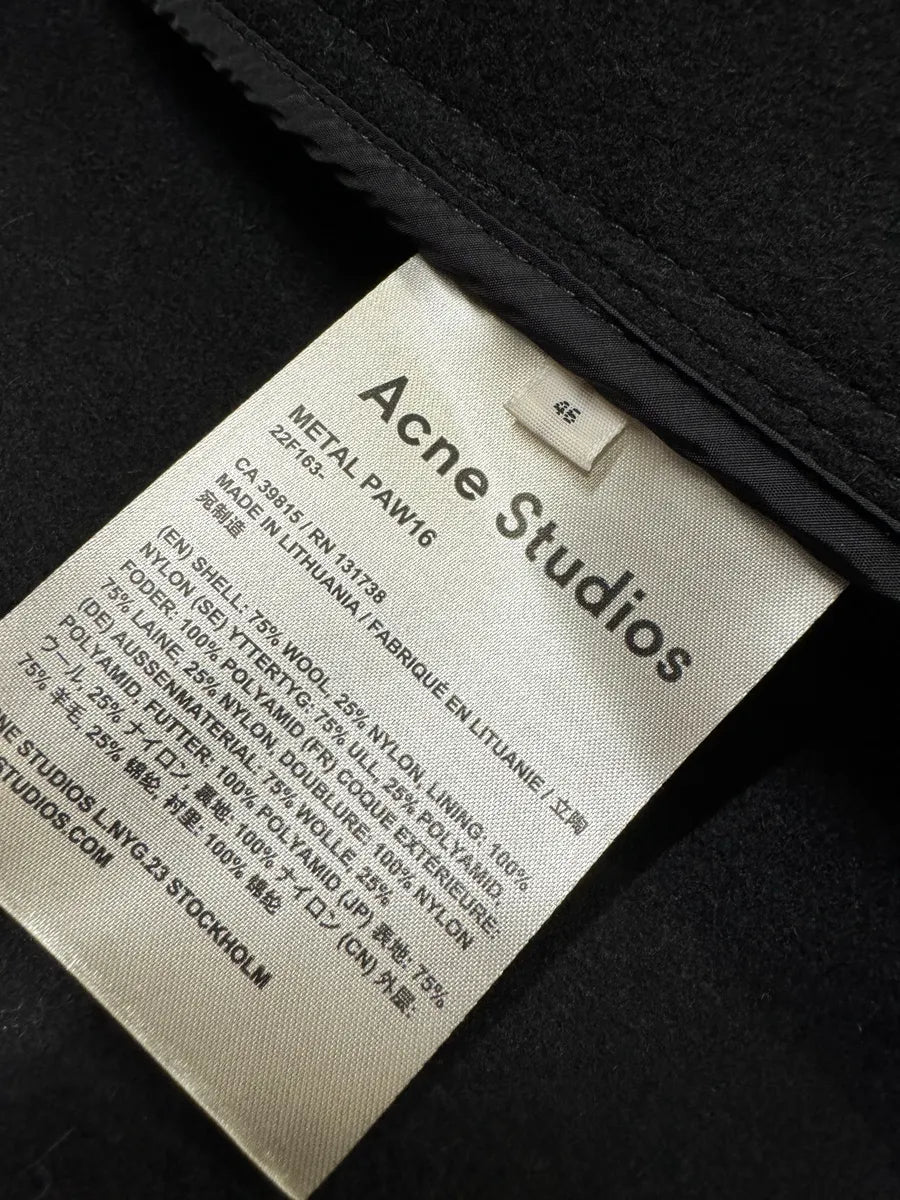 46
Acne Studios
METAL PAW16
22F163-
CA 39815 / RN 131738
MADE IN LITHUANIA / FABRIQUÉ EN LITUANIE / 立陶
宛制造
(EN) SHELL: 75% WOOL, 25% NYLON, LINING: 100%
NYLON (SE) YTTERTYG: 75% ULL, 25% POLYAMID,
FODER: 100% POLYAMID (FR) COQUE EXTÉRIEURE:
75% LAINE, 25% NYLON, DOUBLURE: 100% NYLON
(DE) AUSSENMATERIAL: 75% WOLLE, 25%
POLYAMID, FUTTER: 100% POLYAMID (JP) 表地: 75%
ウール, 25% ナイロン, 裏地: 100% ナイロン (CN) 外层:
75% 羊毛, 25% 锦纶, 衬里: 100% 锦纶
NE STUDIOS L.NYG.23 STOCKHOLM
STUDIOS.COM